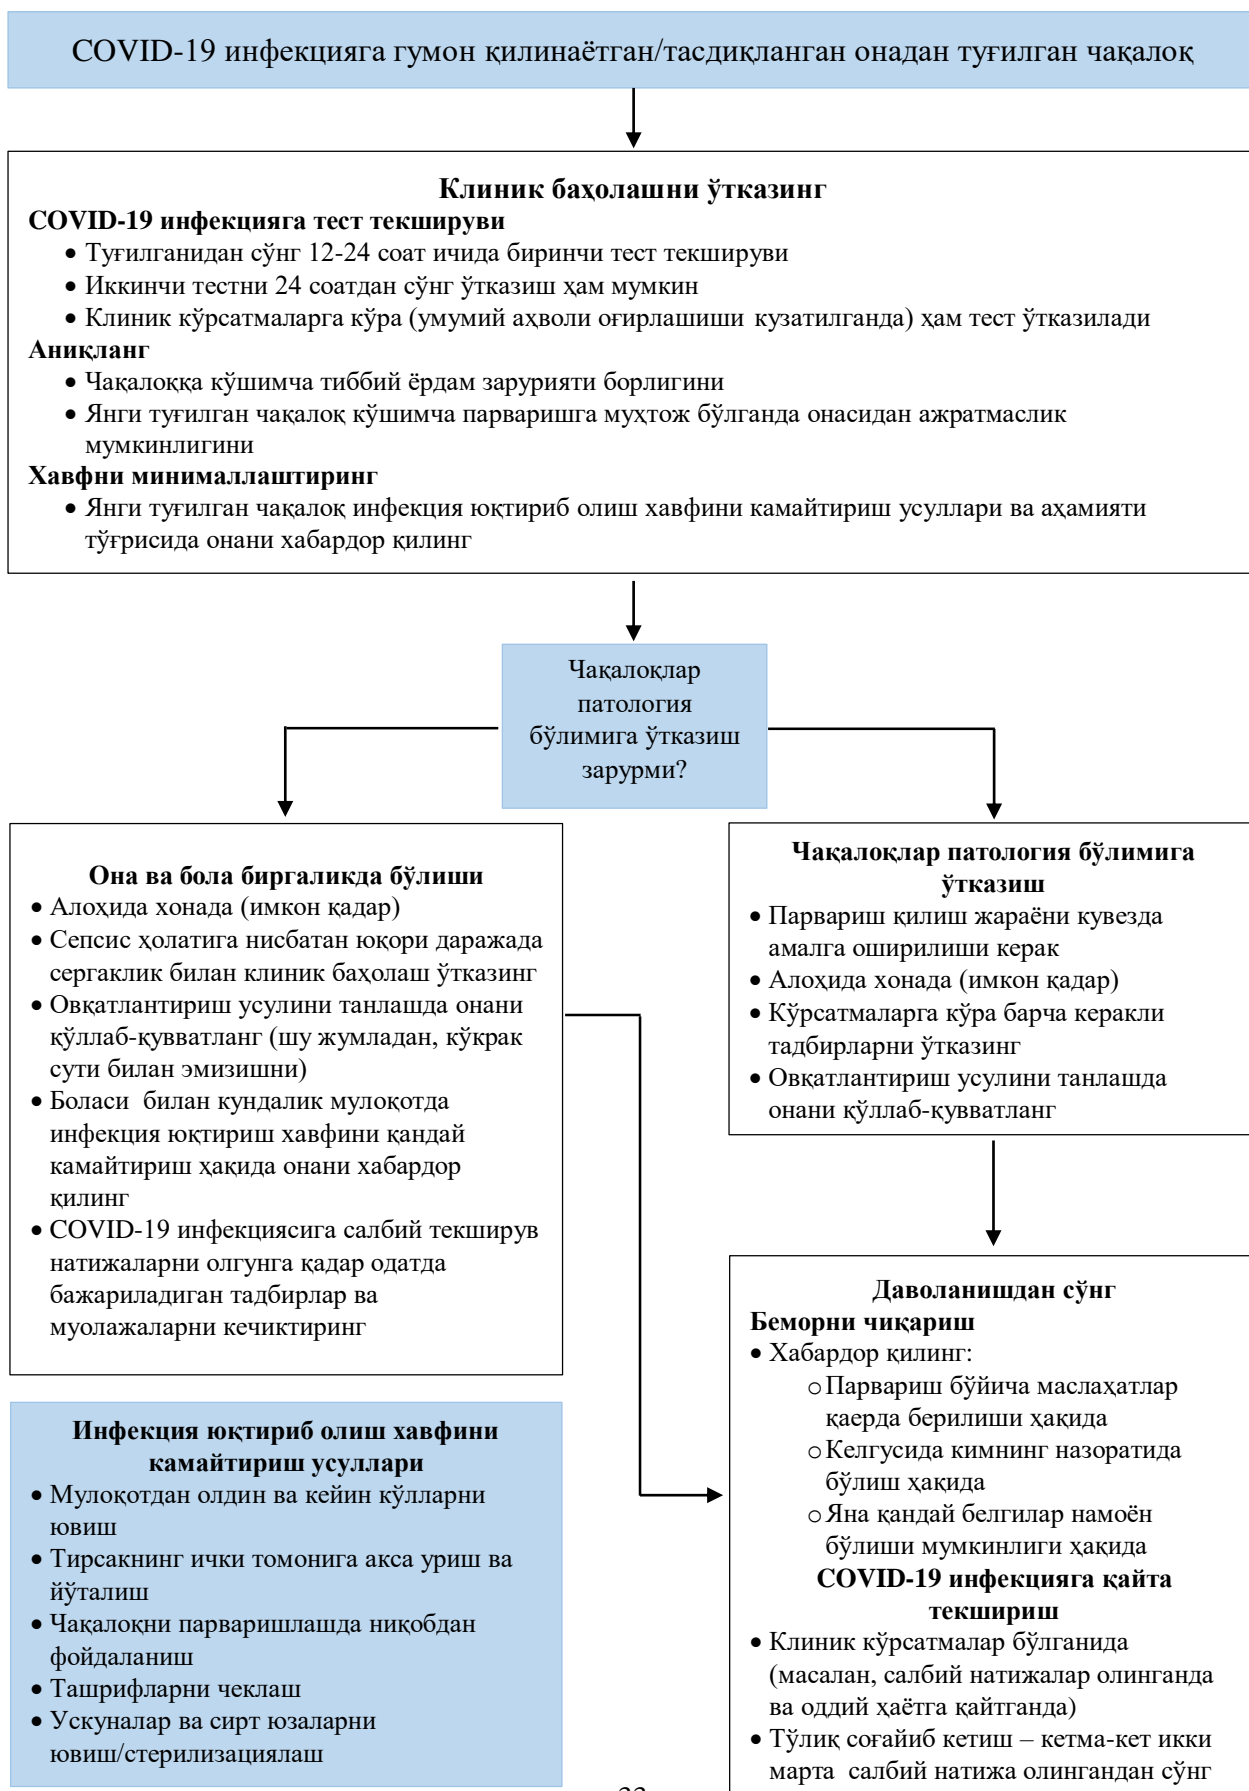 COVID-19 инфекцияга гумон қилинаётган/тасдиқланган онадан туғилган чақалоқ
Клиник баҳолашни ўтказинг
COVID-19 инфекцияга тест текшируви
• Туғилганидан сўнг 12-24 соат ичида биринчи тест текшируви
• Иккинчи тестни 24 соатдан сўнг ўтказиш ҳам мумкин
• Клиник кўрсатмаларга кўра (умумий аҳволи оғирлашиши кузатилганда) ҳам тест ўтказилади
Аниқланг
• Чақалоққа кўшимча тиббий ёрдам зарурияти борлигини
• Янги туғилган чақалоқ кўшимча парваришга муҳтож бўлганда онасидан ажратмаслик
мумкинлигини
Хавфни минималлаштиринг
• Янги туғилган чақалоқ инфекция юқтириб олиш хавфини камайтириш усуллари ва аҳамияти
тўғрисида онани хабардор қилинг
Чақалоқлар
патология
бўлимига ўтказиш
зарурми?
Она ва бола биргаликда бўлиши
• Алоҳида хонада (имкон қадар)
• Сепсис ҳолатига нисбатан юқори даражада
сергаклик билан клиник баҳолаш ўтказинг
• Овқатлантириш усулини танлашда онани
қўллаб-қувватланг (шу жумладан, кўкрак
сути билан эмизишни)
• Боласи билан кундалик мулоқотда
инфекция юқтириш хавфини қандай
камайтириш ҳақида онани хабардор
қилинг
• COVID-19 инфекциясига салбий текширув
натижаларни олгунга қадар одатда
бажариладиган тадбирлар ва
муолажаларни кечиктиринг
Чақалоқлар патология бўлимига
ўтказиш
• Парвариш қилиш жараёни кувезда
амалга оширилиши керак
• Алоҳида хонада (имкон қадар)
• Кўрсатмаларга кўра барча керакли
тадбирларни ўтказинг
• Овқатлантириш усулини танлашда
онани қўллаб-қувватланг
Инфекция юқтириб олиш хавфини
камайтириш усуллари
• Мулоқотдан олдин ва кейин кўлларни
ювиш
• Тирсакнинг ички томонига акса уриш ва
йўталиш
• Чақалоқни парваришлашда ниқобдан
фойдаланиш
• Ташрифларни чеклаш
• Ускуналар ва сирт юзаларни
ювиш/стерилизациялаш
Даволанишдан сўнг
Беморни чиқариш
• Хабардор қилинг:
o Парвариш бўйича маслаҳатлар
қаерда берилиши ҳақида
o Келгусида кимнинг назоратида
бўлиш ҳақида
o Яна қандай белгилар намоён
бўлиши мумкинлиги ҳақида
COVID-19 инфекцияга қайта
текшириш
• Клиник кўрсатмалар бўлганида
(масалан, салбий натижалар олинганда
ва оддий ҳаётга қайтганда)
• Тўлиқ соғайиб кетиш – кетма-кет икки
марта салбий натижа олингандан сўнг